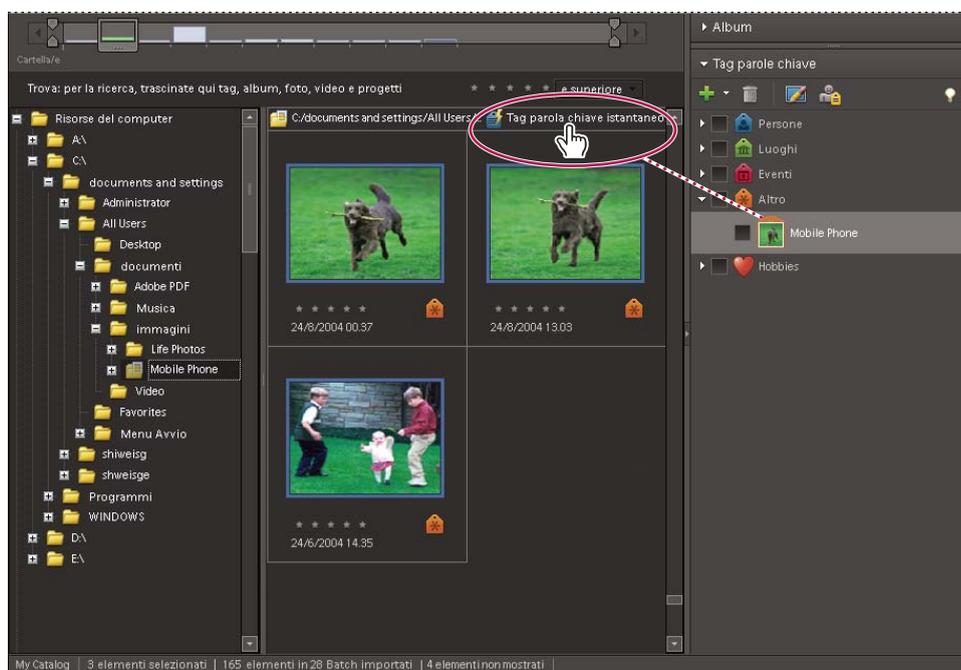 Cartella/e
Trova: per la ricerca, trascinate qui tag, album, foto, video e progetti
e superiore
Risorse del computer
A:\
C:\
documents and settings
Administrator
All Users
Desktop
documenti
Adobe PDF
Musica
immagini
Life Photos
Mobile Phone
Video
Favorites
Menu Avvio
shiweisg
shweisge
Programmi
WINDOWS
D:\
E:\
C:/documents and settings/All Users/
Tag parola chiave istantaneo
24/8/2004 00.37
24/8/2004 13.03
24/6/2004 14.35
Album
Tag parole chiave
Persone
Luoghi
Eventi
Altro
Mobile Phone
Hobbies
My Catalog | 3 elementi selezionati | 165 elementi in 28 Batch importati | 4 elementi non mostrati